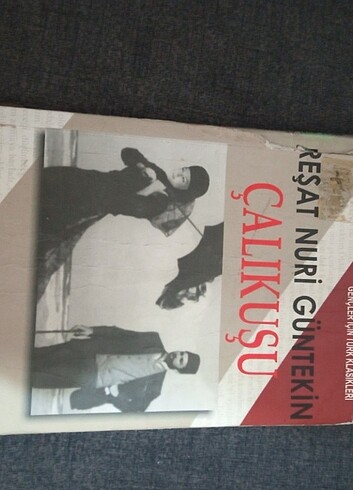 GENÇLER İÇİN TÜRK KLASİKLERİ
REŞAT NURİ GÜNTEKİN
ÇALIKUŞU